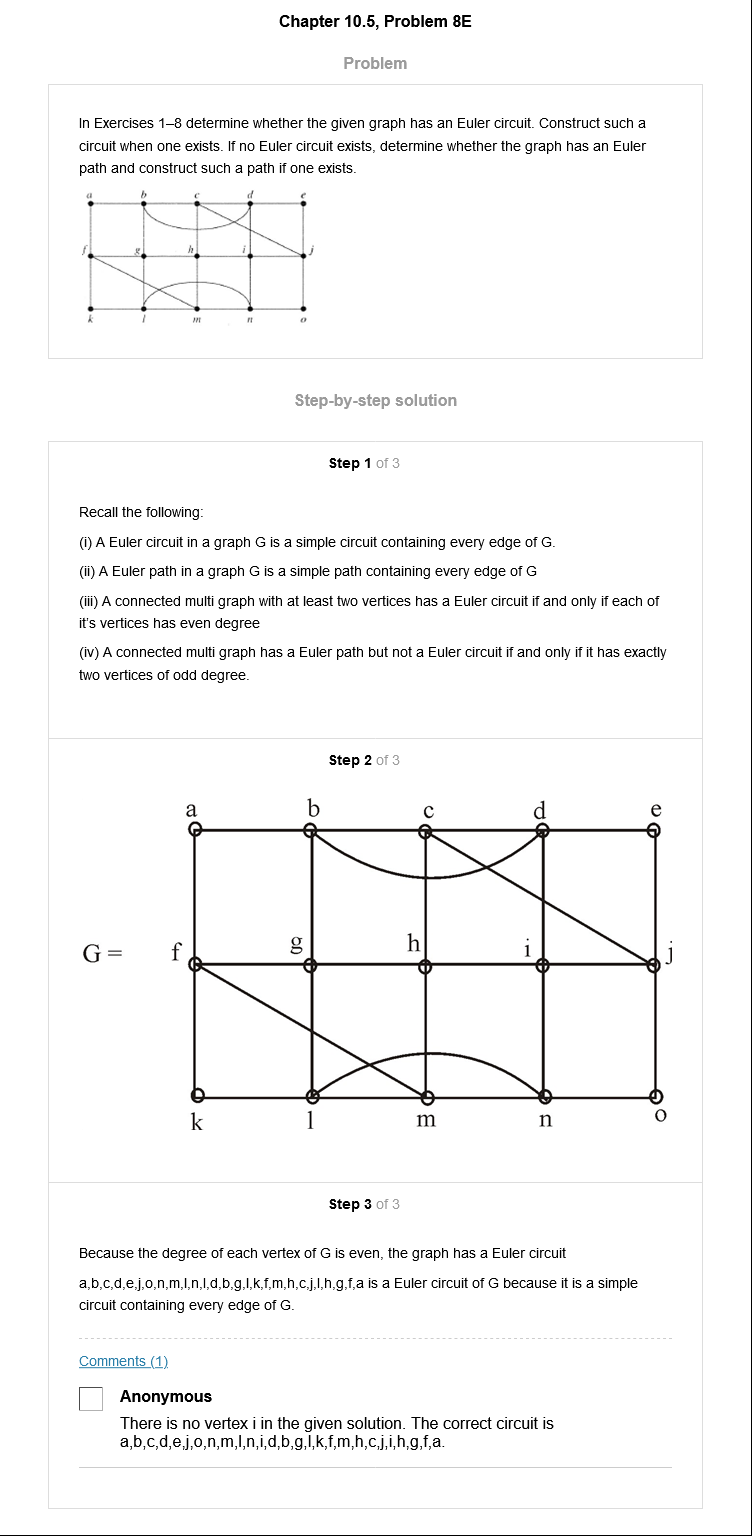 Chapter 10.5, Problem 8E
Problem
In Exercises 1–8 determine whether the given graph has an Euler circuit. Construct such a
circuit when one exists. If no Euler circuit exists, determine whether the graph has an Euler
path and construct such a path if one exists.
a b c d e
f g h i j
k l m n o
Step-by-step solution
Step 1 of 3
Recall the following:
(i) A Euler circuit in a graph G is a simple circuit containing every edge of G.
(ii) A Euler path in a graph G is a simple path containing every edge of G
(iii) A connected multi graph with at least two vertices has a Euler circuit if and only if each of
it's vertices has even degree
(iv) A connected multi graph has a Euler path but not a Euler circuit if and only if it has exactly
two vertices of odd degree.
Step 2 of 3
a b c d e
G = f g h i j
k l m n o
Step 3 of 3
Because the degree of each vertex of G is even, the graph has a Euler circuit
a,b,c,d,e,j,o,n,m,l,n,l,d,b,g,l,k,f,m,h,c,j,l,h,g,f,a is a Euler circuit of G because it is a simple
circuit containing every edge of G.
Comments (1)
Anonymous
There is no vertex i in the given solution. The correct circuit is
a,b,c,d,e,j,o,n,m,l,n,i,d,b,g,l,k,f,m,h,c,j,i,h,g,f,a.